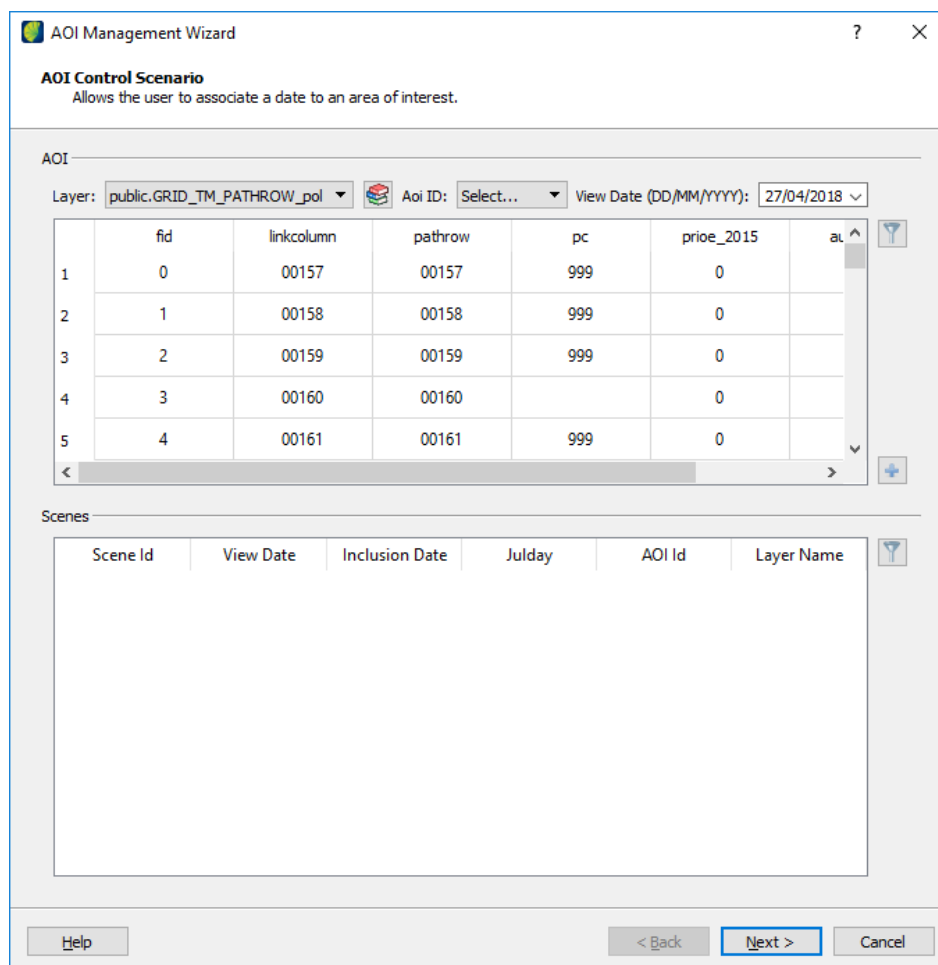 AOI Management Wizard ?
AOI Control Scenario
Allows the user to associate a date to an area of interest.
AOI
Layer: public.GRID_TM_PATHROW_pol Aoi ID: Select... View Date (DD/MM/YYYY): 27/04/2018
fid linkcolumn pathrow pc prioe_2015 au
1 0 00157 00157 999 0
2 1 00158 00158 999 0
3 2 00159 00159 999 0
4 3 00160 00160 0
5 4 00161 00161 999 0
Scenes
Scene Id View Date Inclusion Date Julday AOI Id Layer Name
Help < Back Next > Cancel